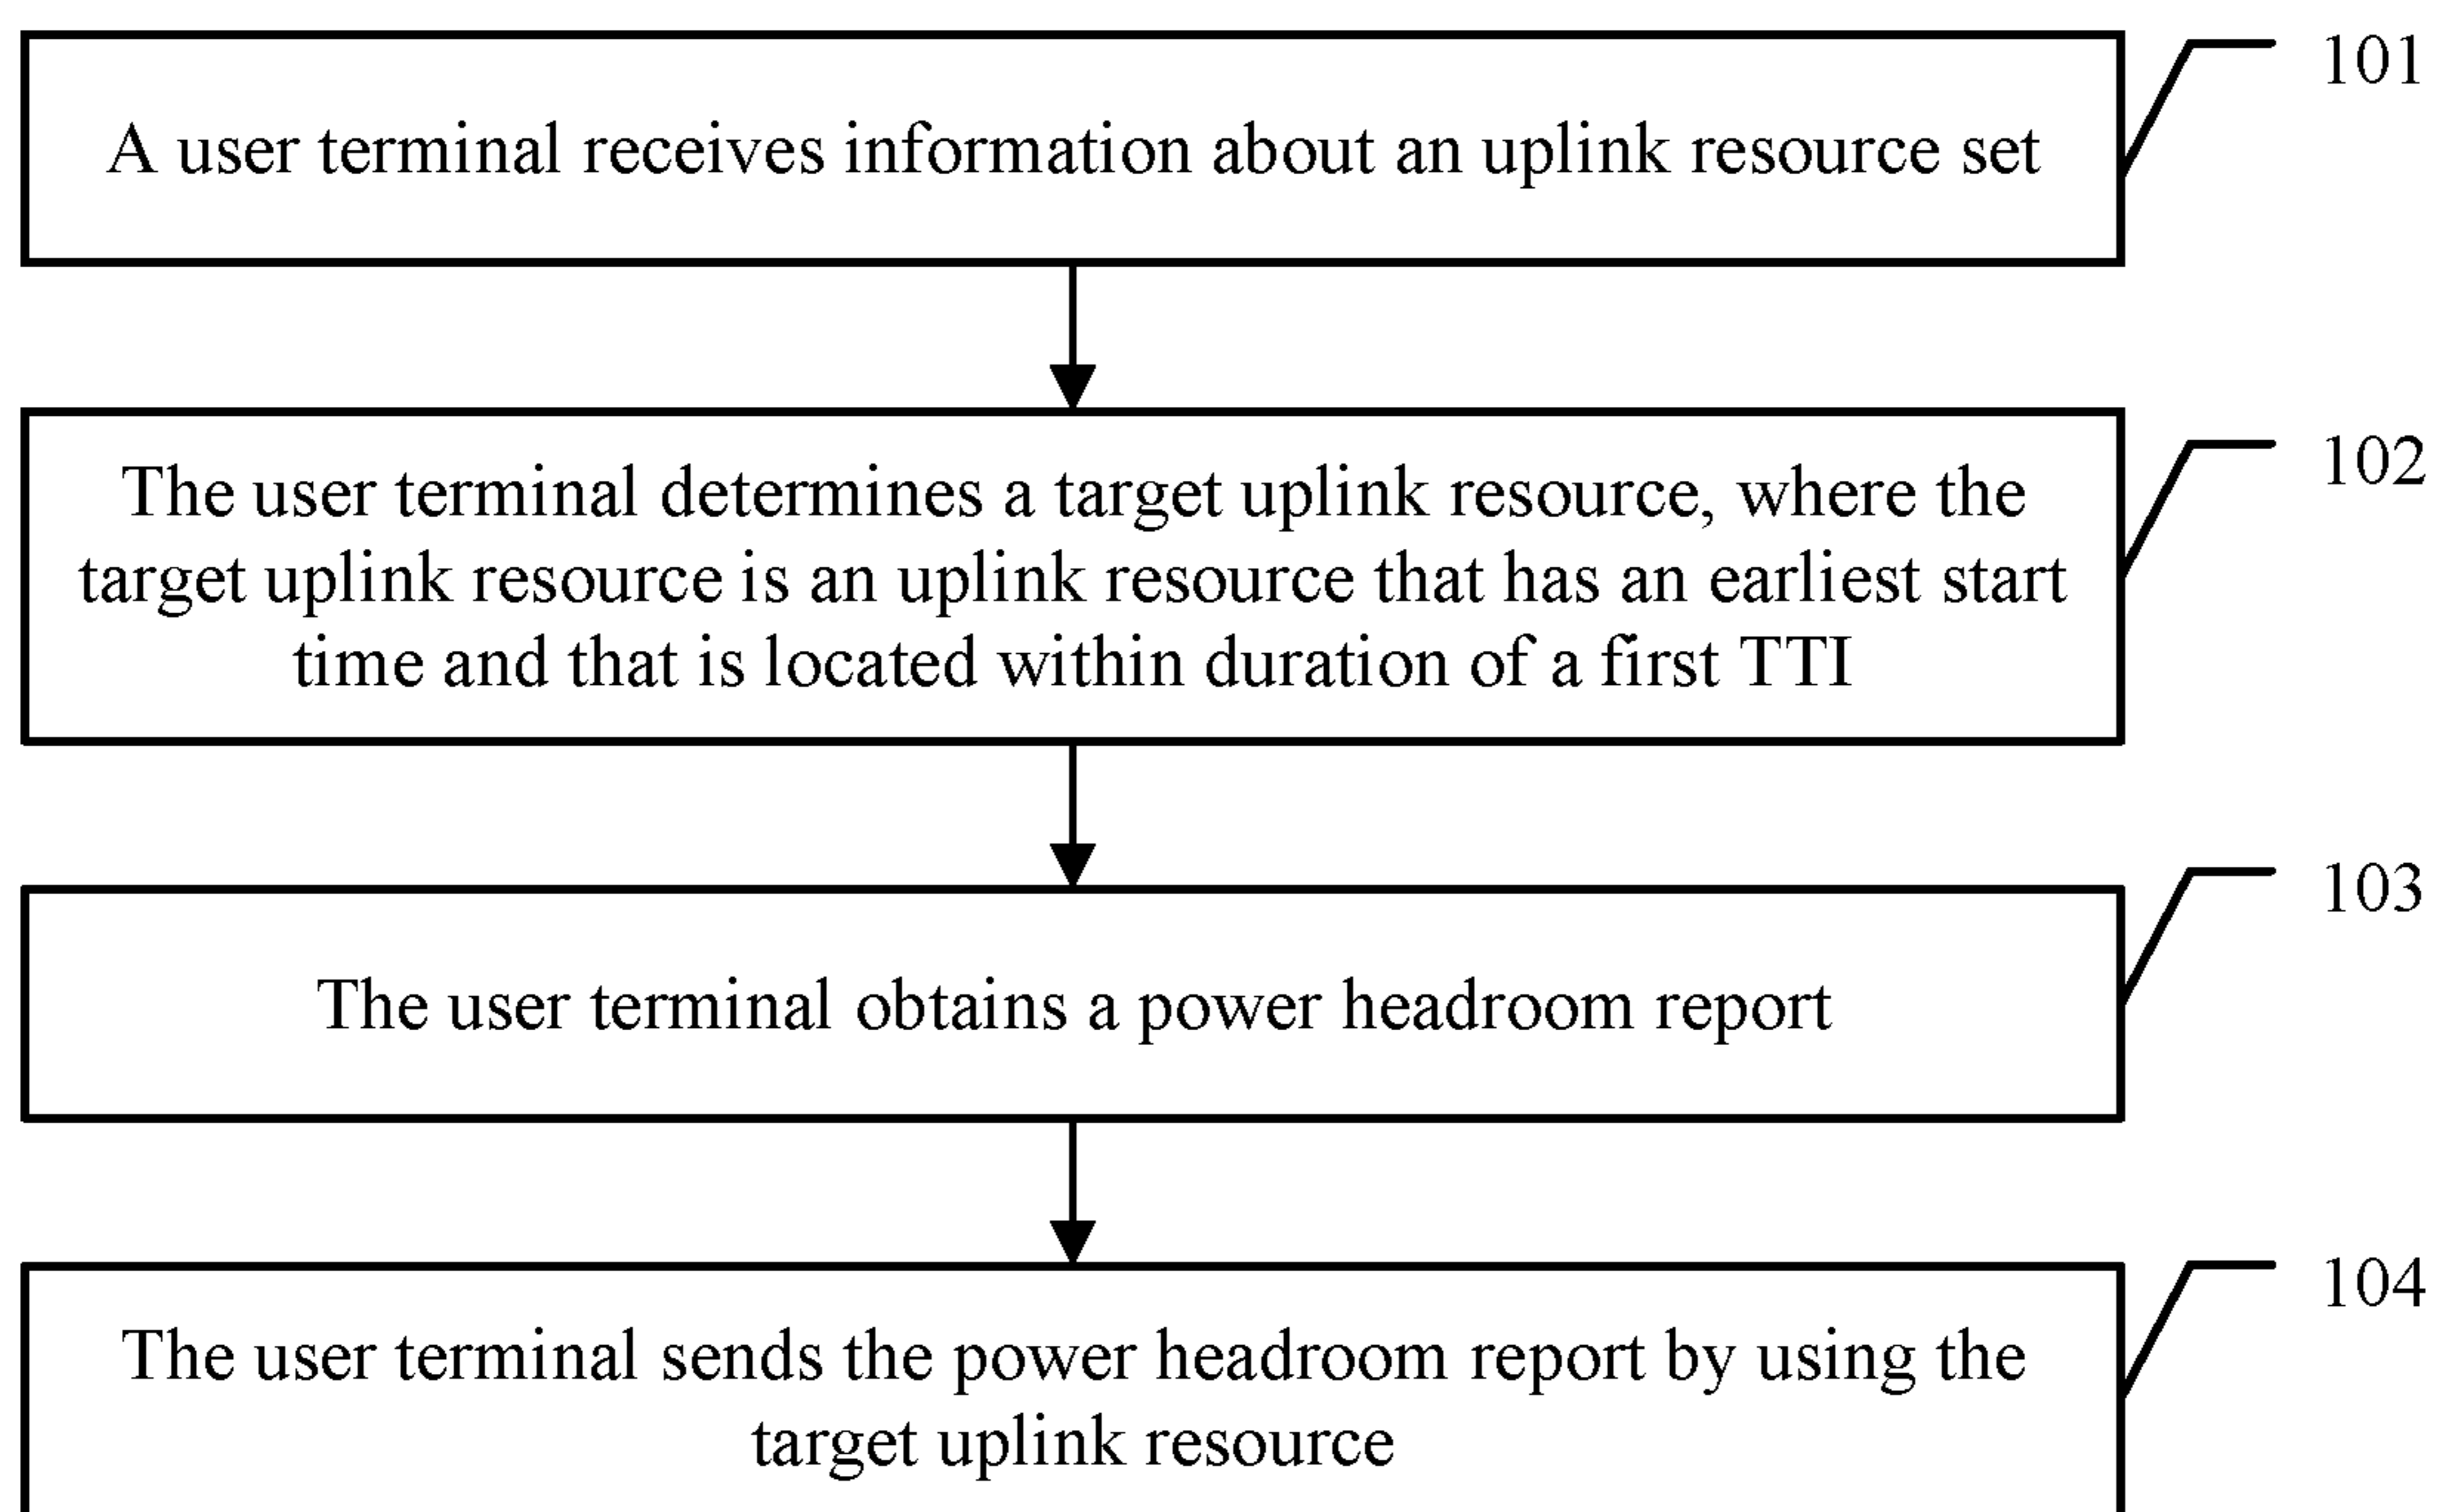 101
A user terminal receives information about an uplink resource set
102
The user terminal determines a target uplink resource, where the
target uplink resource is an uplink resource that has an earliest start
time and that is located within duration of a first TTI
103
The user terminal obtains a power headroom report
104
The user terminal sends the power headroom report by using the
target uplink resource